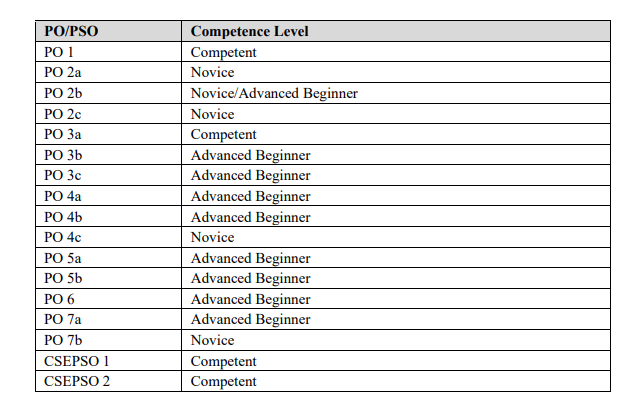 PO/PSO Competence Level
PO 1 Competent
PO 2a Novice
PO 2b Novice/Advanced Beginner
PO 2c Novice
PO 3a Competent
PO 3b Advanced Beginner
PO 3c Advanced Beginner
PO 4a Advanced Beginner
PO 4b Advanced Beginner
PO 4c Novice
PO 5a Advanced Beginner
PO 5b Advanced Beginner
PO 6 Advanced Beginner
PO 7a Advanced Beginner
PO 7b Novice
CSEPSO 1 Competent
CSEPSO 2 Competent